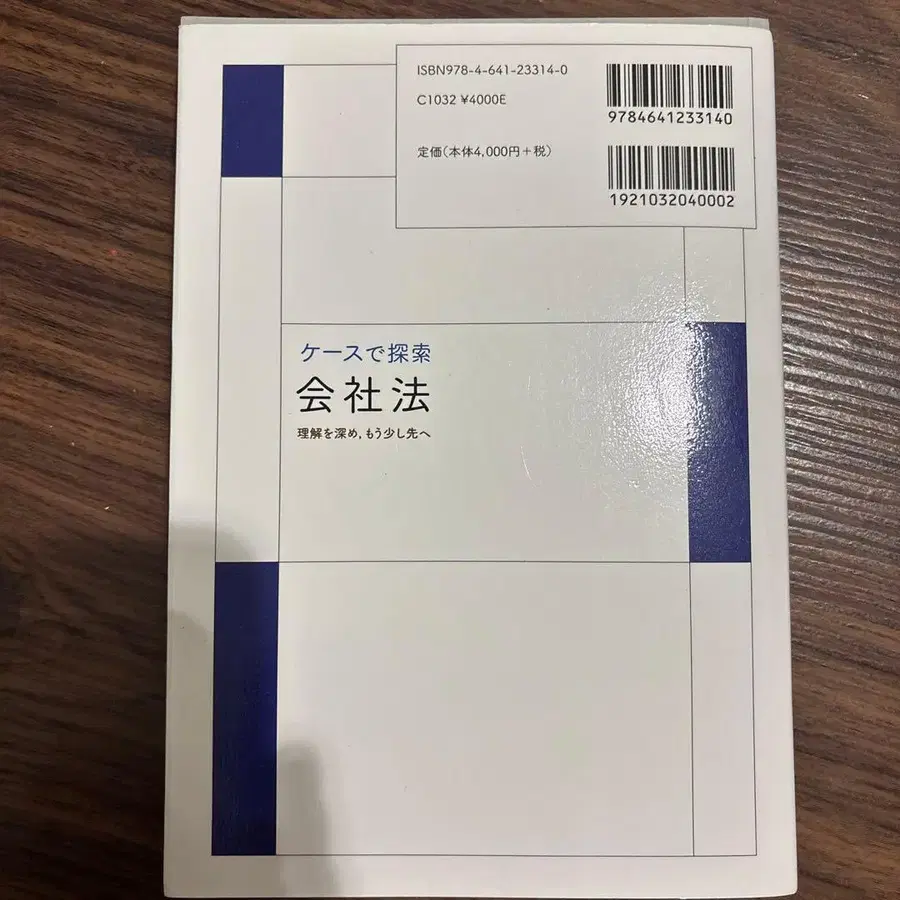 ISBN978-4-641-23314-0
C1032 ¥4000E
定価(本体4,000円+税)
9784641233140
1921032040002
ケースで探索
会社法
理解を深め,もう少し先へ